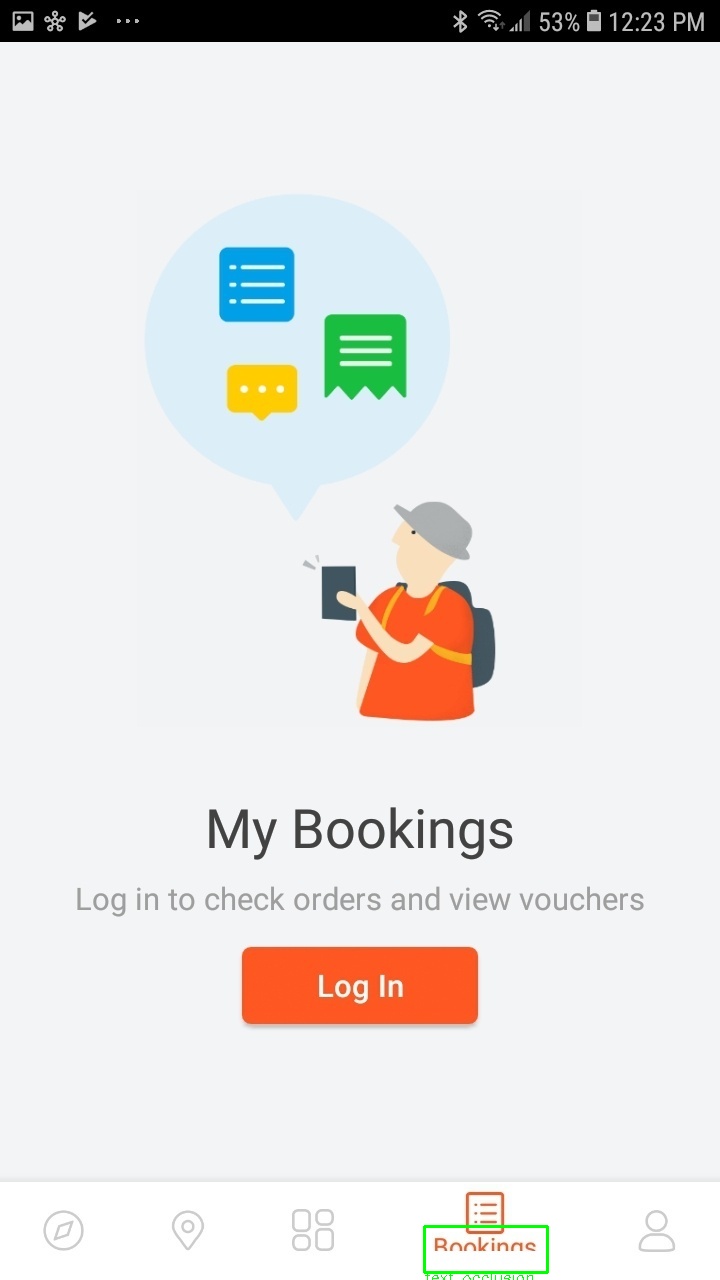 53% 12:23 PM
My Bookings
Log in to check orders and view vouchers
Log In
Bookings
text_occlusion